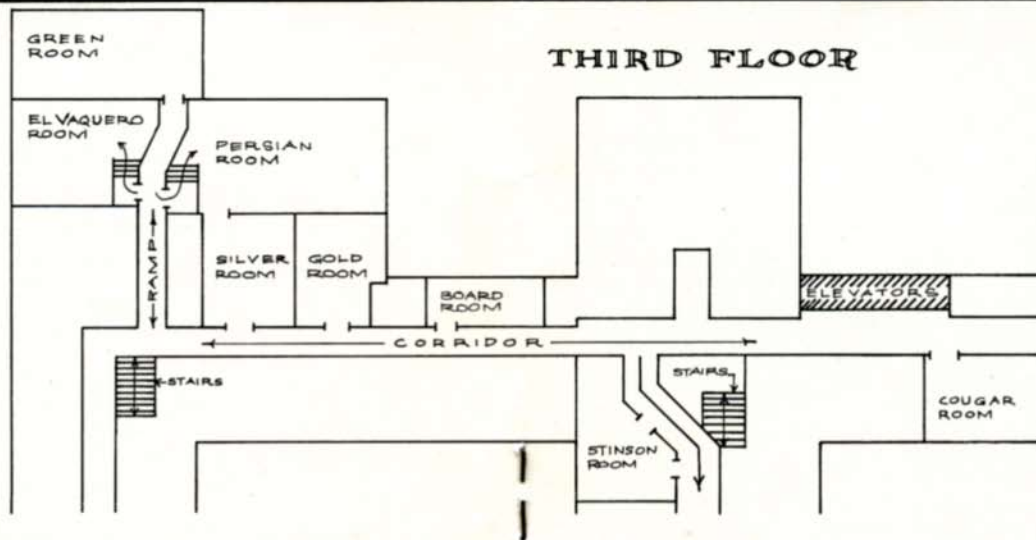 THIRD FLOOR
GREEN
ROOM
EL VAQUERO
ROOM
PERSIAN
ROOM
RAMP
SILVER
ROOM
GOLD
ROOM
BOARD
ROOM
ELEVATORS
CORRIDOR
STAIRS
STAIRS
COUGAR
ROOM
STINSON
ROOM